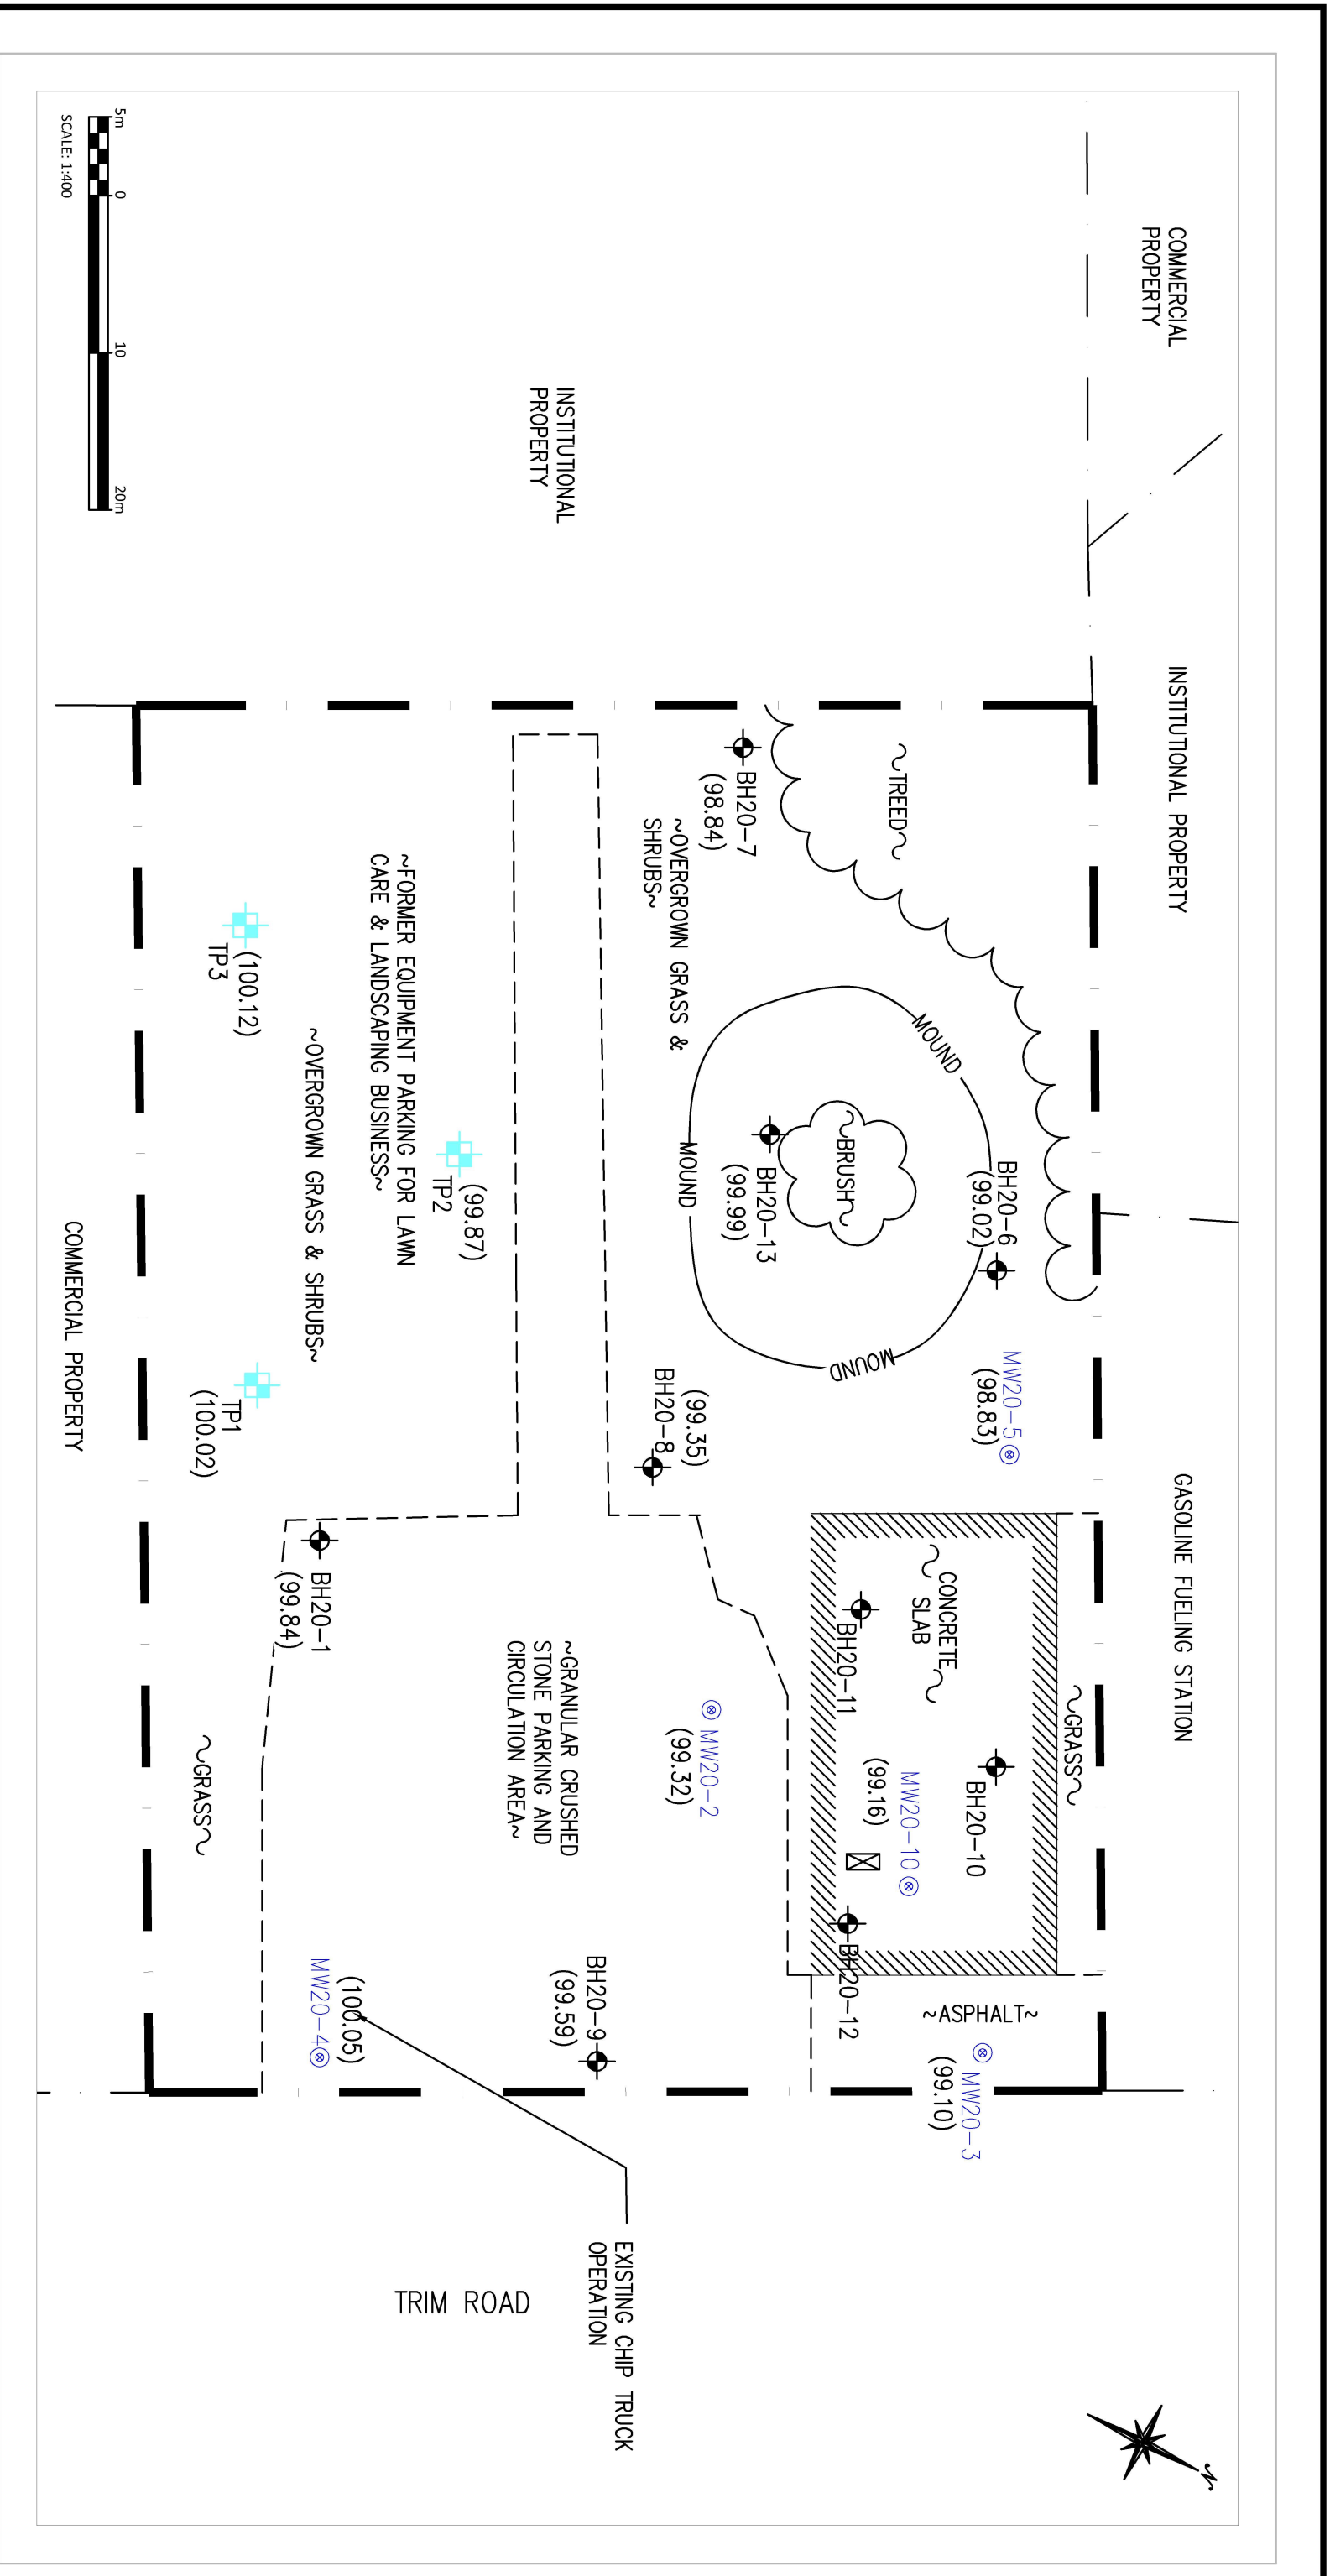 COMMERCIAL
PROPERTY
INSTITUTIONAL PROPERTY
GASOLINE FUELING STATION
N
INSTITUTIONAL
PROPERTY
~TREED~
~GRASS~
MOUND
BH20-6
(99.02)
MW20-5
(98.83)
~CONCRETE~
SLAB
BH20-10
~ASPHALT~
MW20-3
(99.10)
MW20-10
(99.16)
~BRUSH~
BH20-11
BH20-12
MOUND
BH20-7
(98.84)
BH20-13
(99.99)
MW20-2
(99.32)
~OVERGROWN GRASS &
SHRUBS~
MOUND
(99.35)
BH20-8
BH20-9
(99.59)
EXISTING CHIP TRUCK
OPERATION
~GRANULAR CRUSHED
STONE PARKING AND
CIRCULATION AREA~
TRIM ROAD
(99.87)
TP2
~FORMER EQUIPMENT PARKING FOR LAWN
CARE & LANDSCAPING BUSINESS~
(100.05)
MW20-4
BH20-1
(99.84)
~OVERGROWN GRASS & SHRUBS~
(100.12)
TP3
TP1
(100.02)
~GRASS~
COMMERCIAL PROPERTY
5m 0 10 20m
SCALE: 1:400